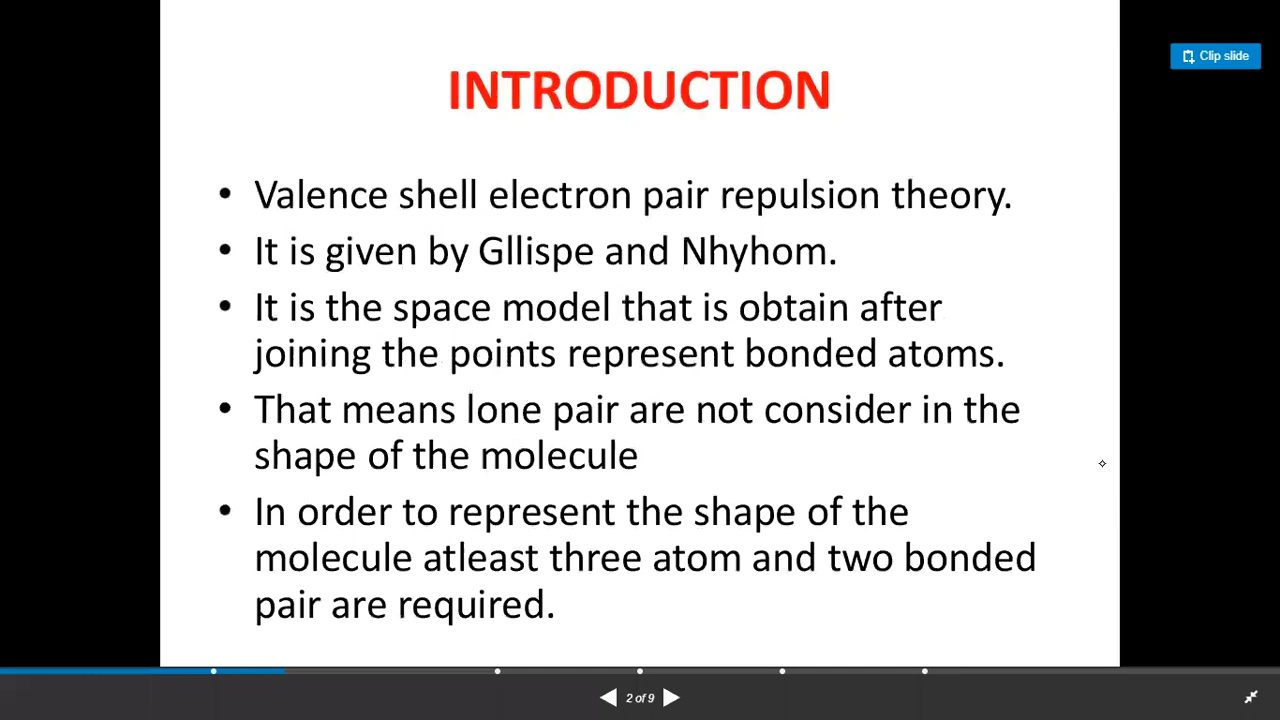 Clip slide
INTRODUCTION
• Valence shell electron pair repulsion theory.
• It is given by Gllispe and Nhyhom.
• It is the space model that is obtain after
joining the points represent bonded atoms.
• That means lone pair are not consider in the
shape of the molecule
• In order to represent the shape of the
molecule atleast three atom and two bonded
pair are required.
2 of 9